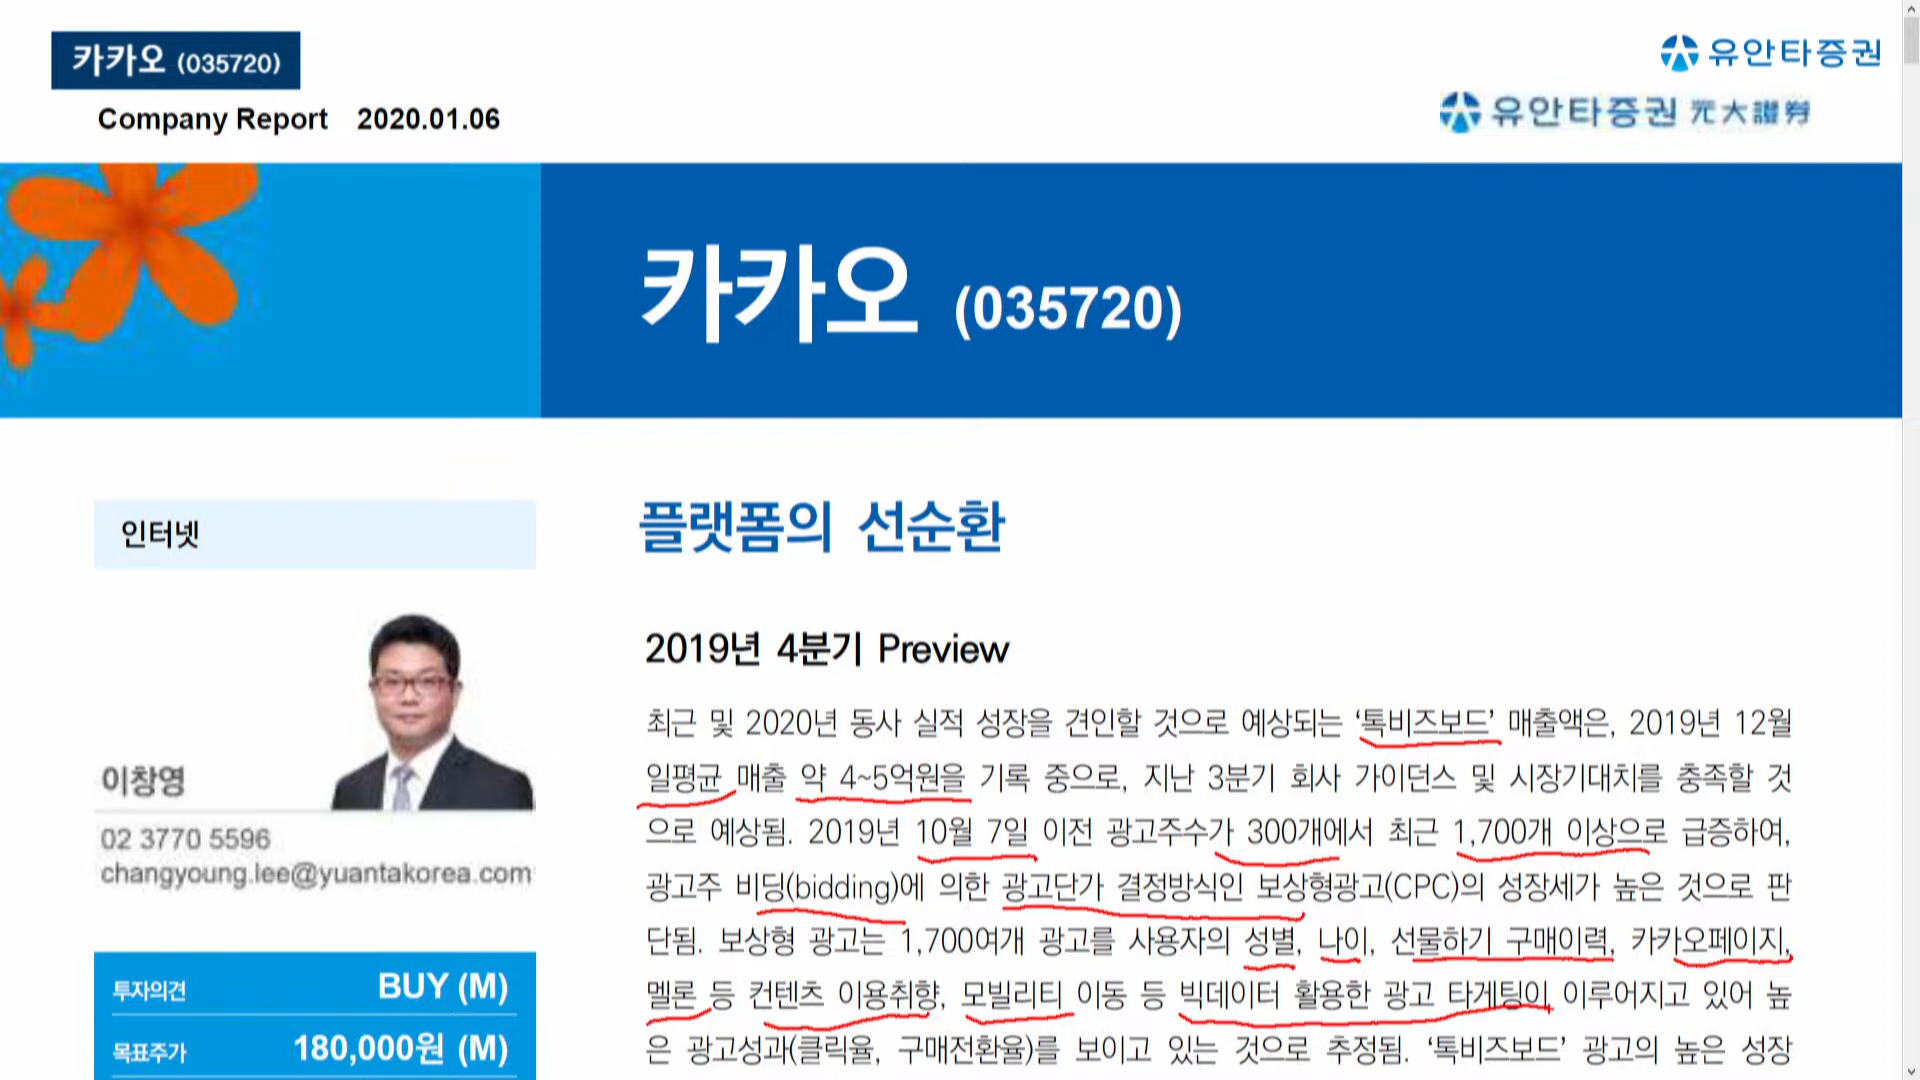 카카오 (035720)
유안타증권
Company Report 2020.01.06
유안타증권 元大證券
카카오 (035720)
인터넷
이창영
02 3770 5596
changyoung.lee@yuantakorea.com
투자의견 BUY (M)
목표주가 180,000원 (M)
플랫폼의 선순환
2019년 4분기 Preview
최근 및 2020년 동사 실적 성장을 견인할 것으로 예상되는 ‘톡비즈보드’ 매출액은, 2019년 12월
일평균 매출 약 4~5억원을 기록 중으로, 지난 3분기 회사 가이던스 및 시장기대치를 충족할 것
으로 예상됨. 2019년 10월 7일 이전 광고주수가 300개에서 최근 1,700개 이상으로 급증하여,
광고주 비딩(bidding)에 의한 광고단가 결정방식인 보상형광고(CPC)의 성장세가 높은 것으로 판
단됨. 보상형 광고는 1,700여개 광고를 사용자의 성별, 나이, 선물하기 구매이력, 카카오페이지,
멜론 등 컨텐츠 이용취향, 모빌리티 이동 등 빅데이터 활용한 광고 타게팅이 이루어지고 있어 높
은 광고성과(클릭율, 구매전환율)를 보이고 있는 것으로 추정됨. ‘톡비즈보드’ 광고의 높은 성장